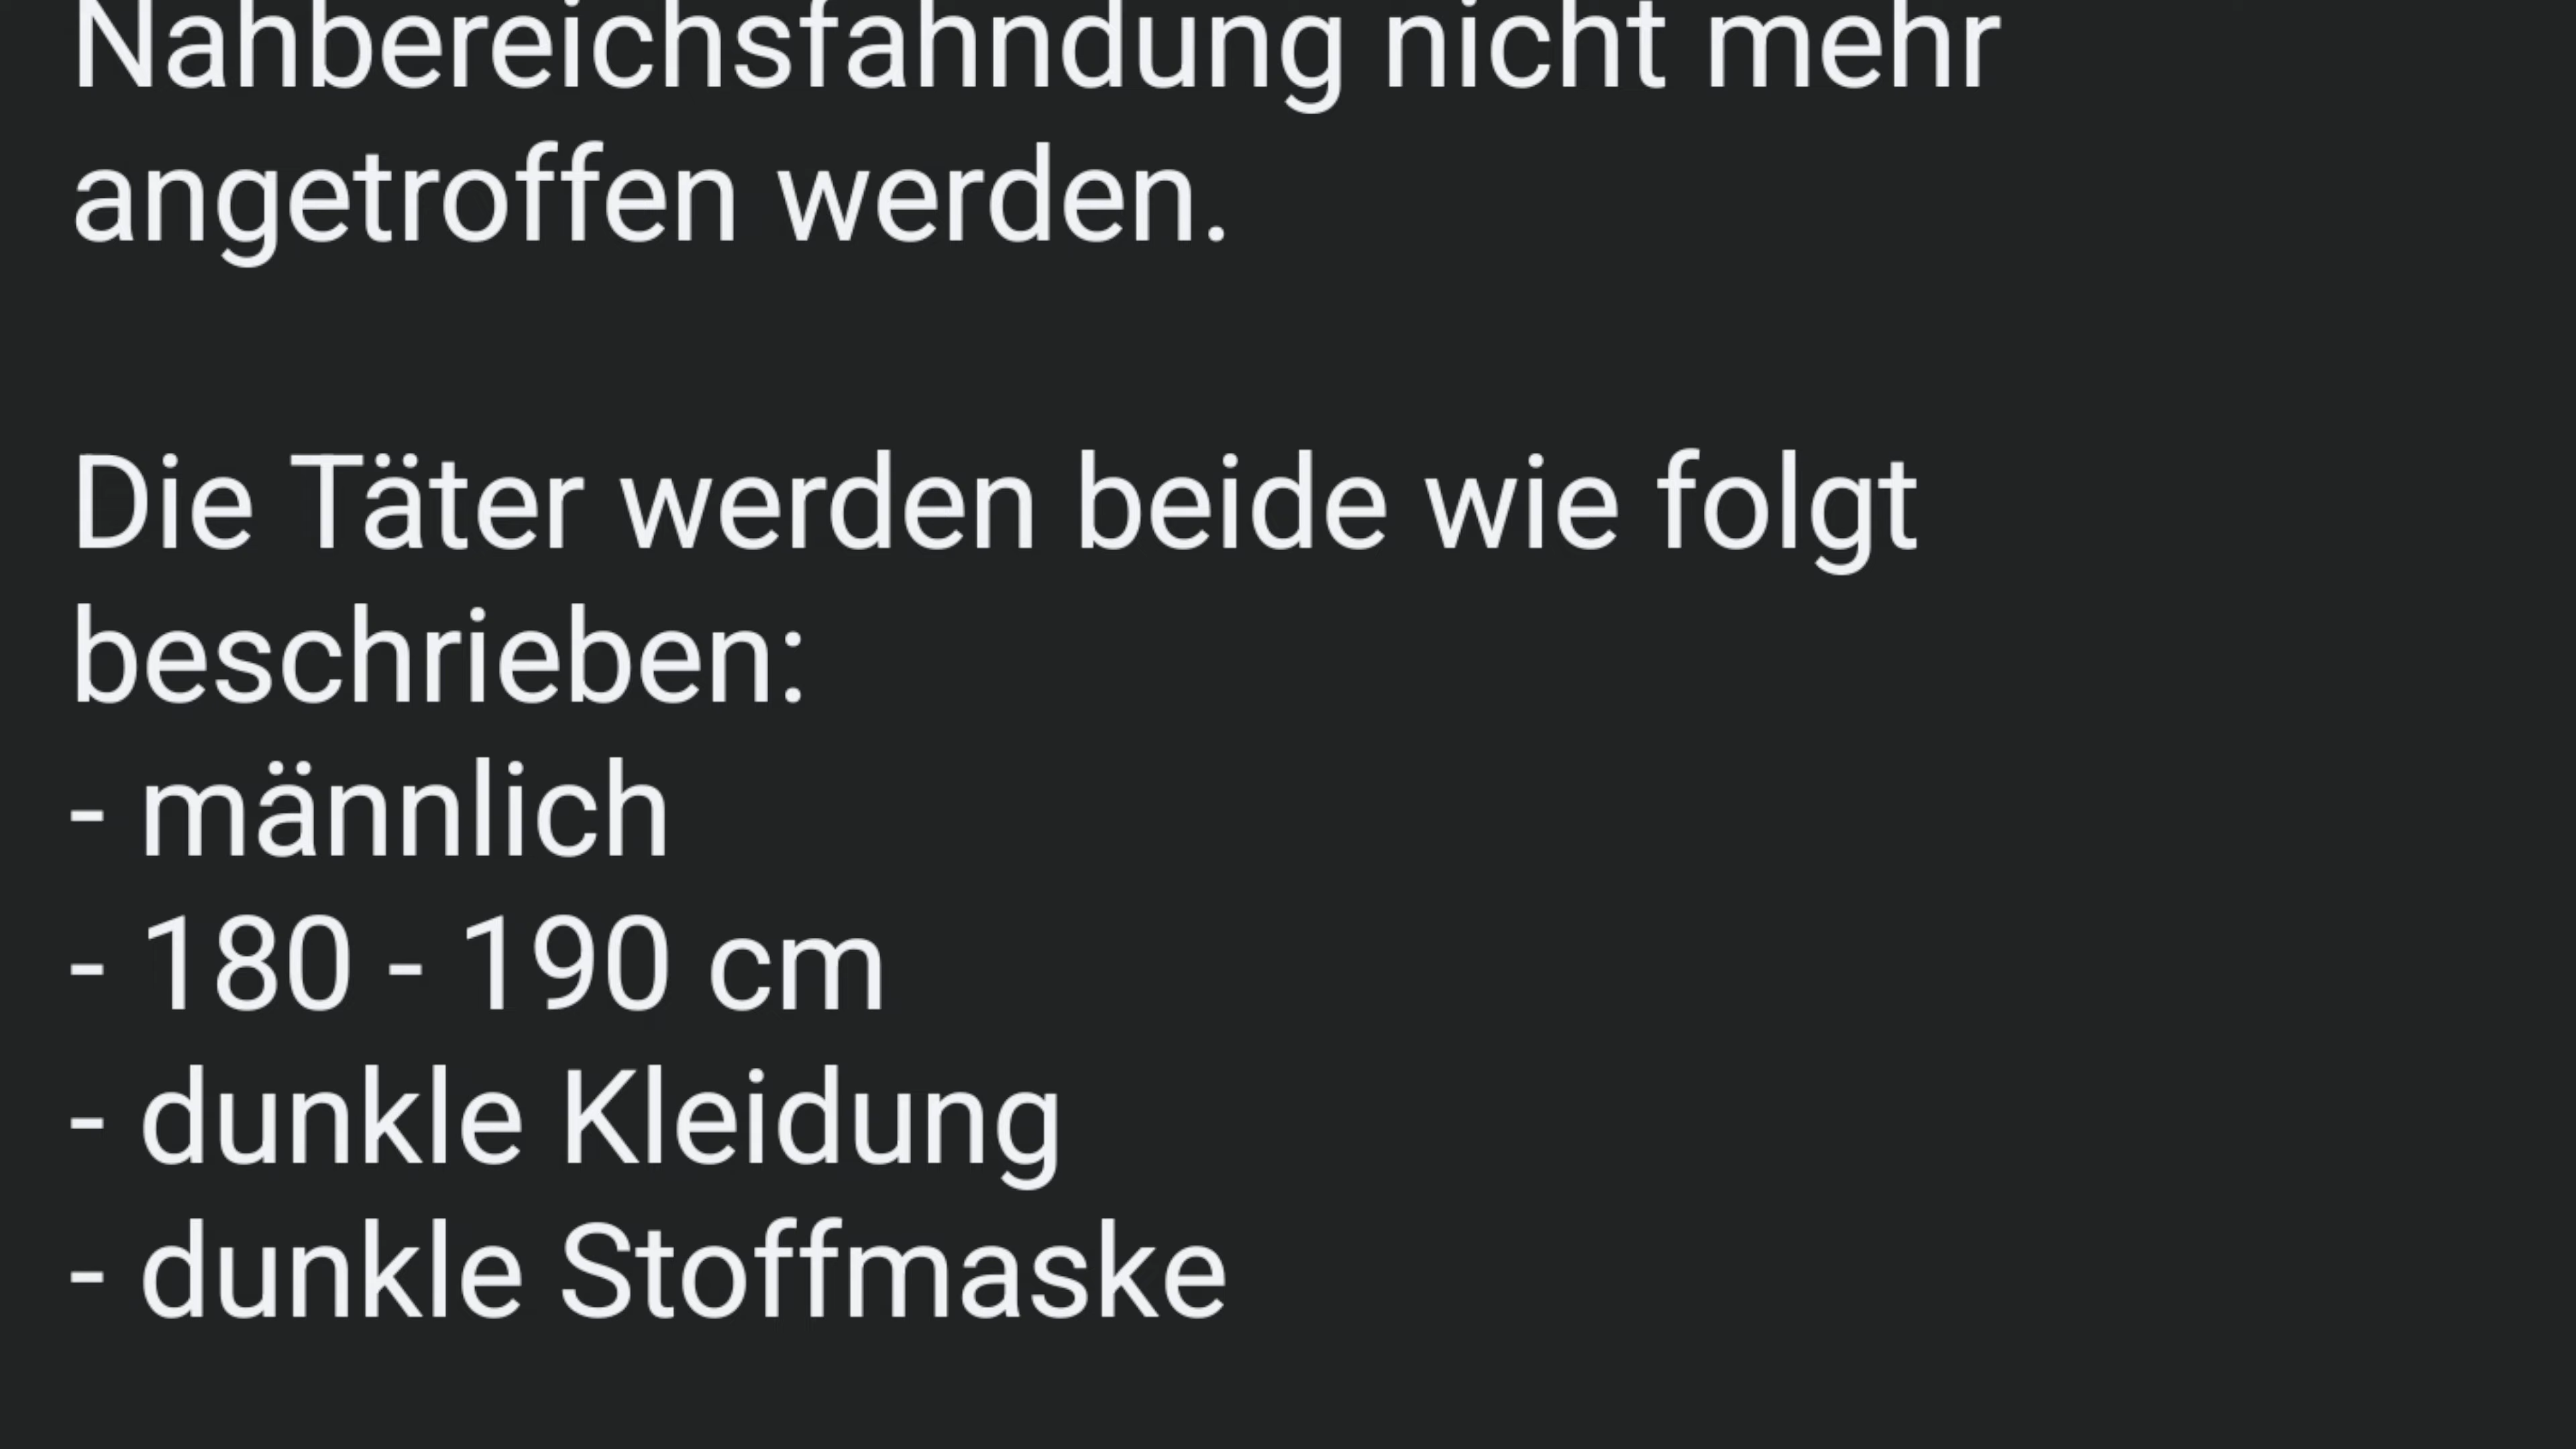 Nahbereichsfahndung nicht mehr
angetroffen werden.
Die Täter werden beide wie folgt
beschrieben:
- männlich
- 180 - 190 cm
- dunkle Kleidung
- dunkle Stoffmaske